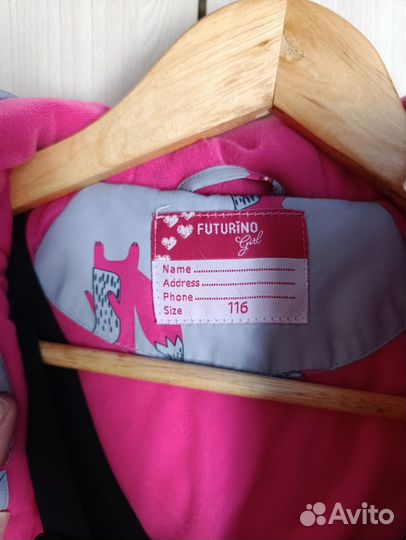 FUTURINO
Girl
Name
Address
Phone
Size 116
Avito